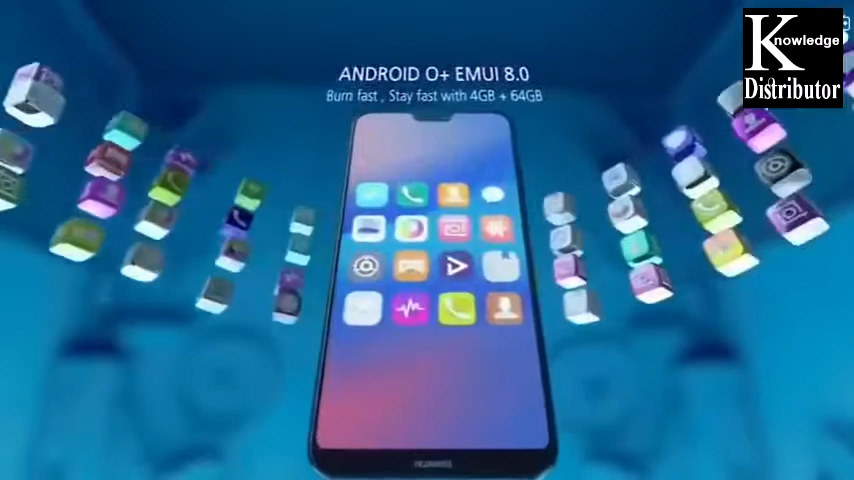 Knowledge
Distributor
ANDROID O+ EMUI 8.0
Burn fast , Stay fast with 4GB + 64GB
HUAWEI